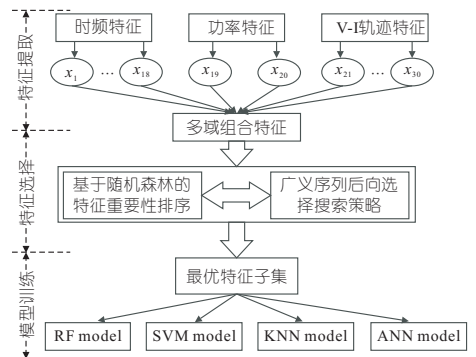 特征提取
时频特征 功率特征 V-I轨迹特征
x1 … x18 x19 x20 x21 … x30
多域组合特征
特征选择
基于随机森林的
特征重要性排序
广义序列后向选
择搜索策略
最优特征子集
模型训练
RF model SVM model KNN model ANN model